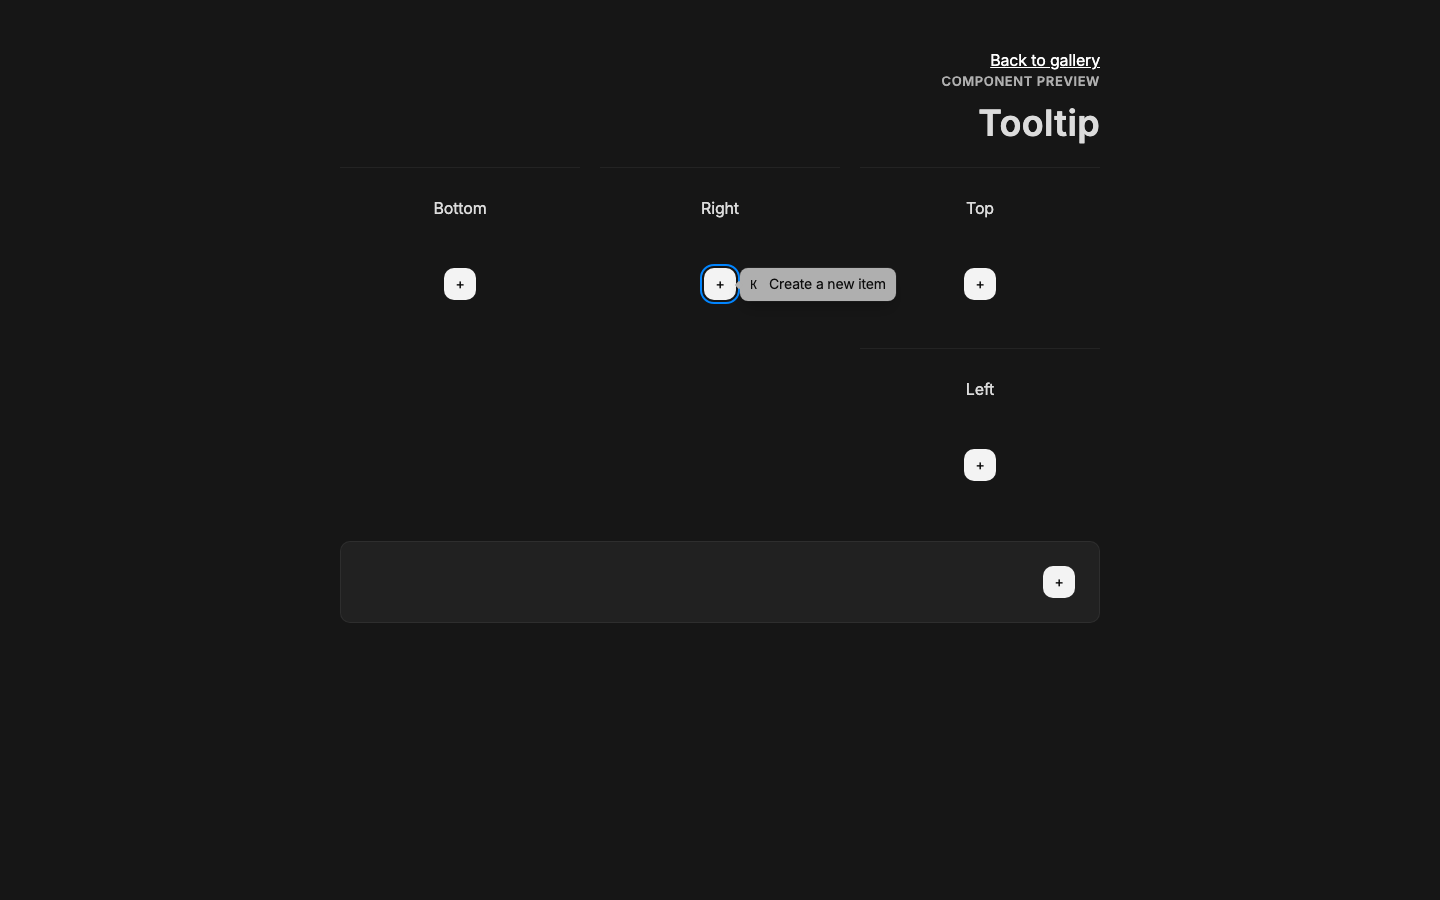 Back to gallery
COMPONENT PREVIEW
Tooltip
Top
Right
Bottom
+
+
K Create a new item
+
Left
+
+